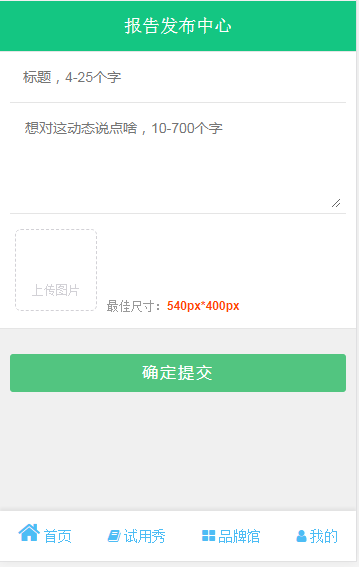 报告发布中心
标题，4-25个字
想对这动态说点啥，10-700个字
上传图片
最佳尺寸：540px*400px
确定提交
首页 试用秀 品牌馆 我的